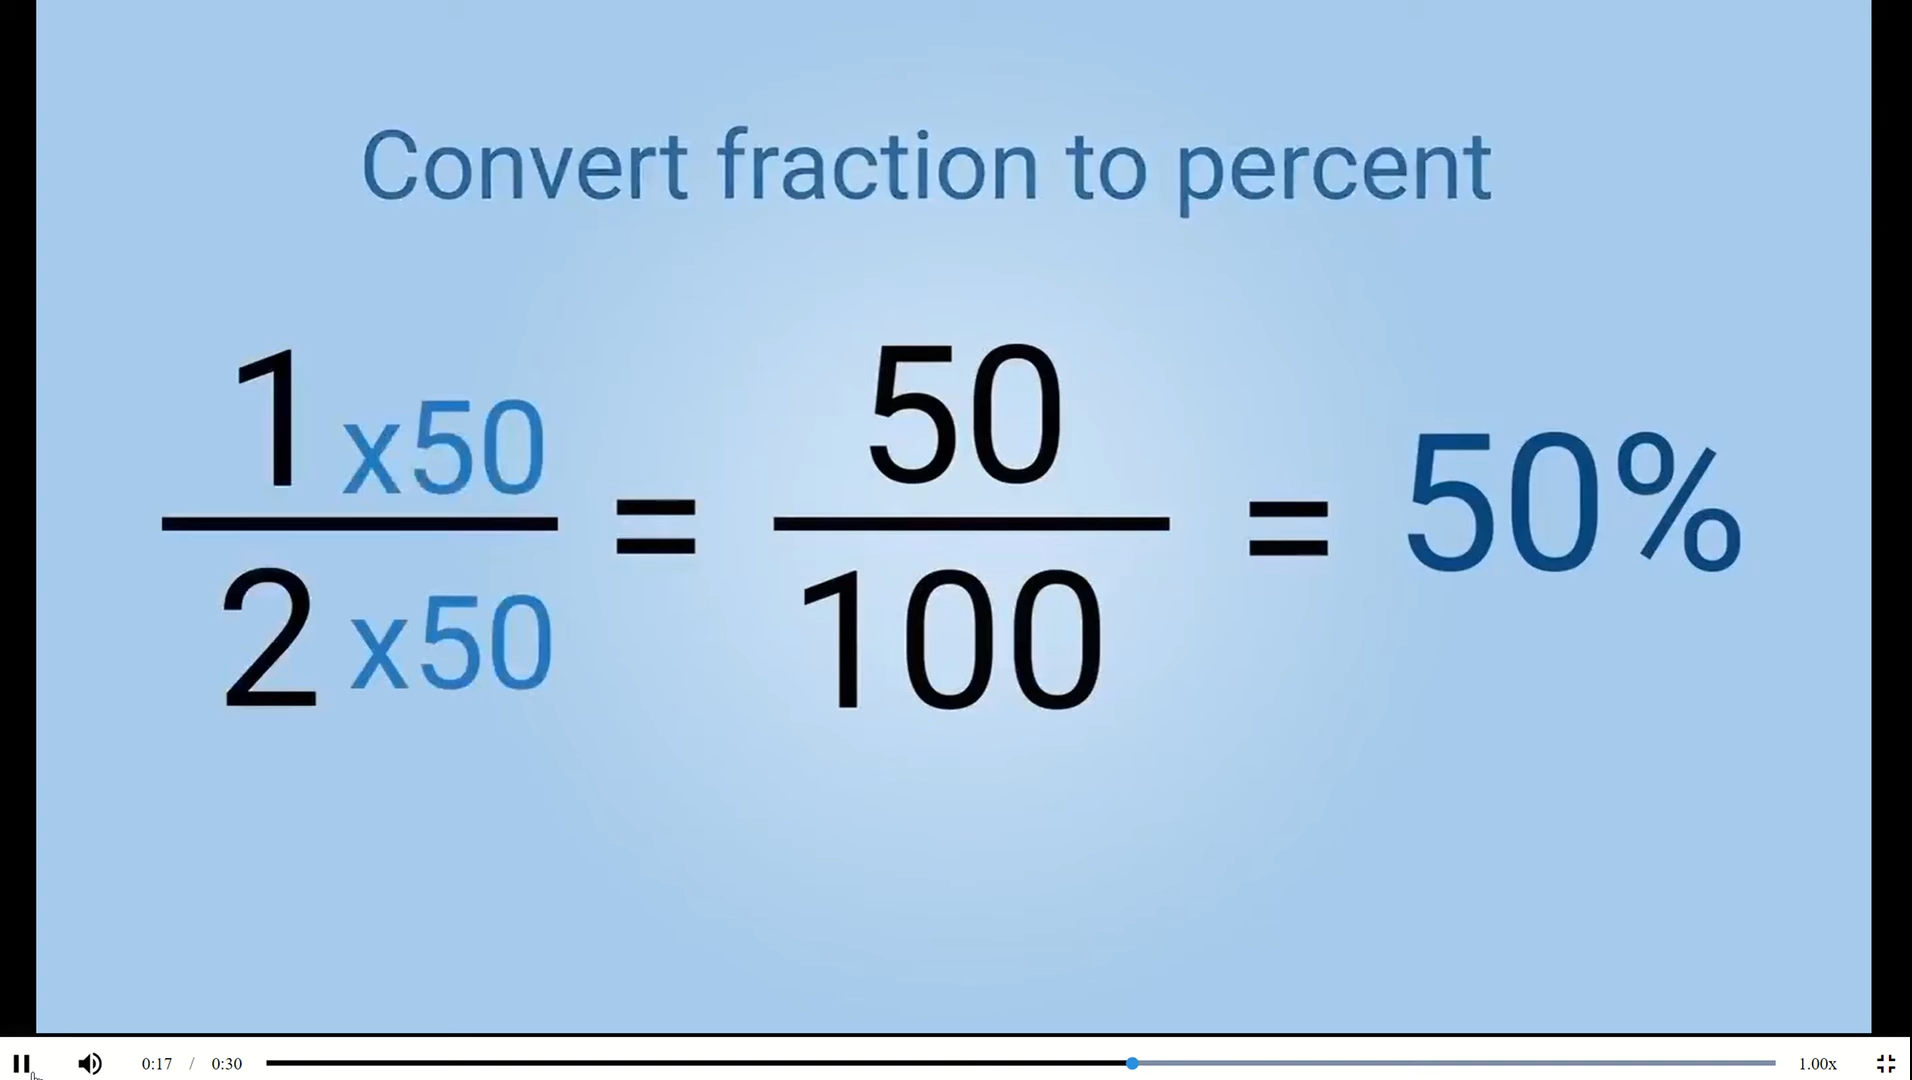 Convert fraction to percent
1 x50
2 x50
=
50
100
=
50%
0:17 / 0:30
1.00x